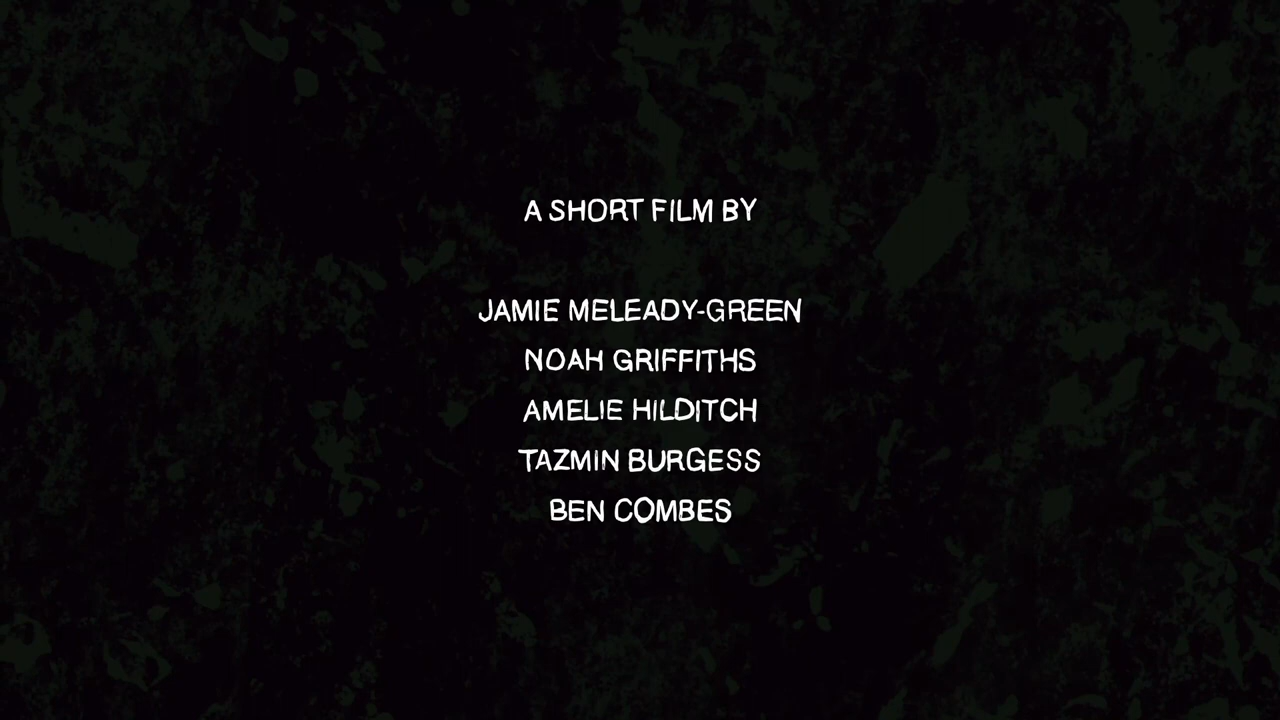 A SHORT FILM BY
JAMIE MELEADY-GREEN
NOAH GRIFFITHS
AMELIE HILDITCH
TAZMIN BURGESS
BEN COMBES